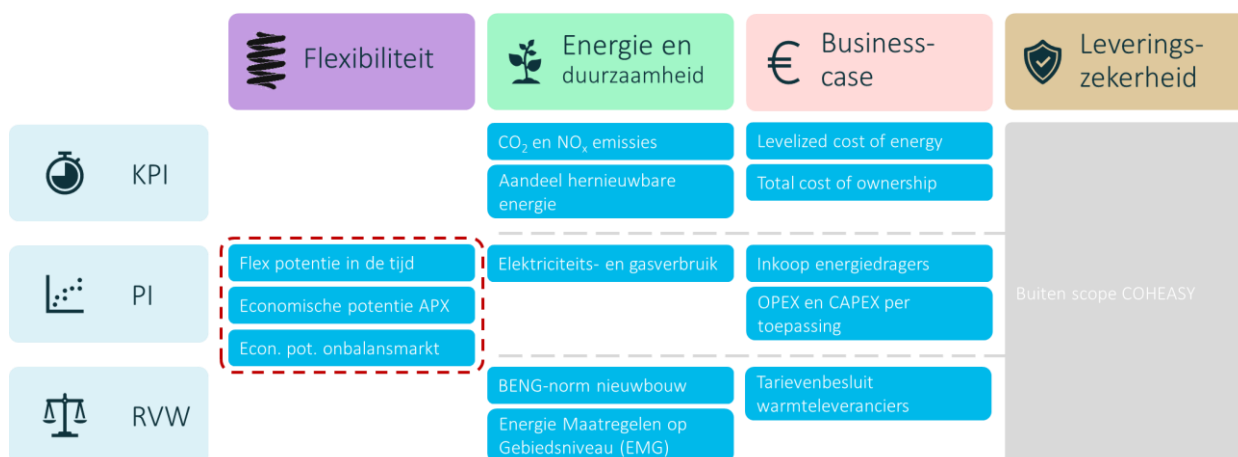 Flexibiliteit
Energie en
duurzaamheid
€
Business-
case
Leverings-
zekerheid
KPI
CO₂ en NOₓ emissies
Aandeel hernieuwbare
energie
Levelized cost of energy
Total cost of ownership
PI
Flex potentie in de tijd
Economische potentie APX
Econ. pot. onbalansmarkt
Elektriciteits- en gasverbruik
Inkoop energiedragers
OPEX en CAPEX per
toepassing
Buiten scope COHEASY
RVW
BENG-norm nieuwbouw
Energie Maatregelen op
Gebiedsniveau (EMG)
Tarievenbesluit
warmteleveranciers